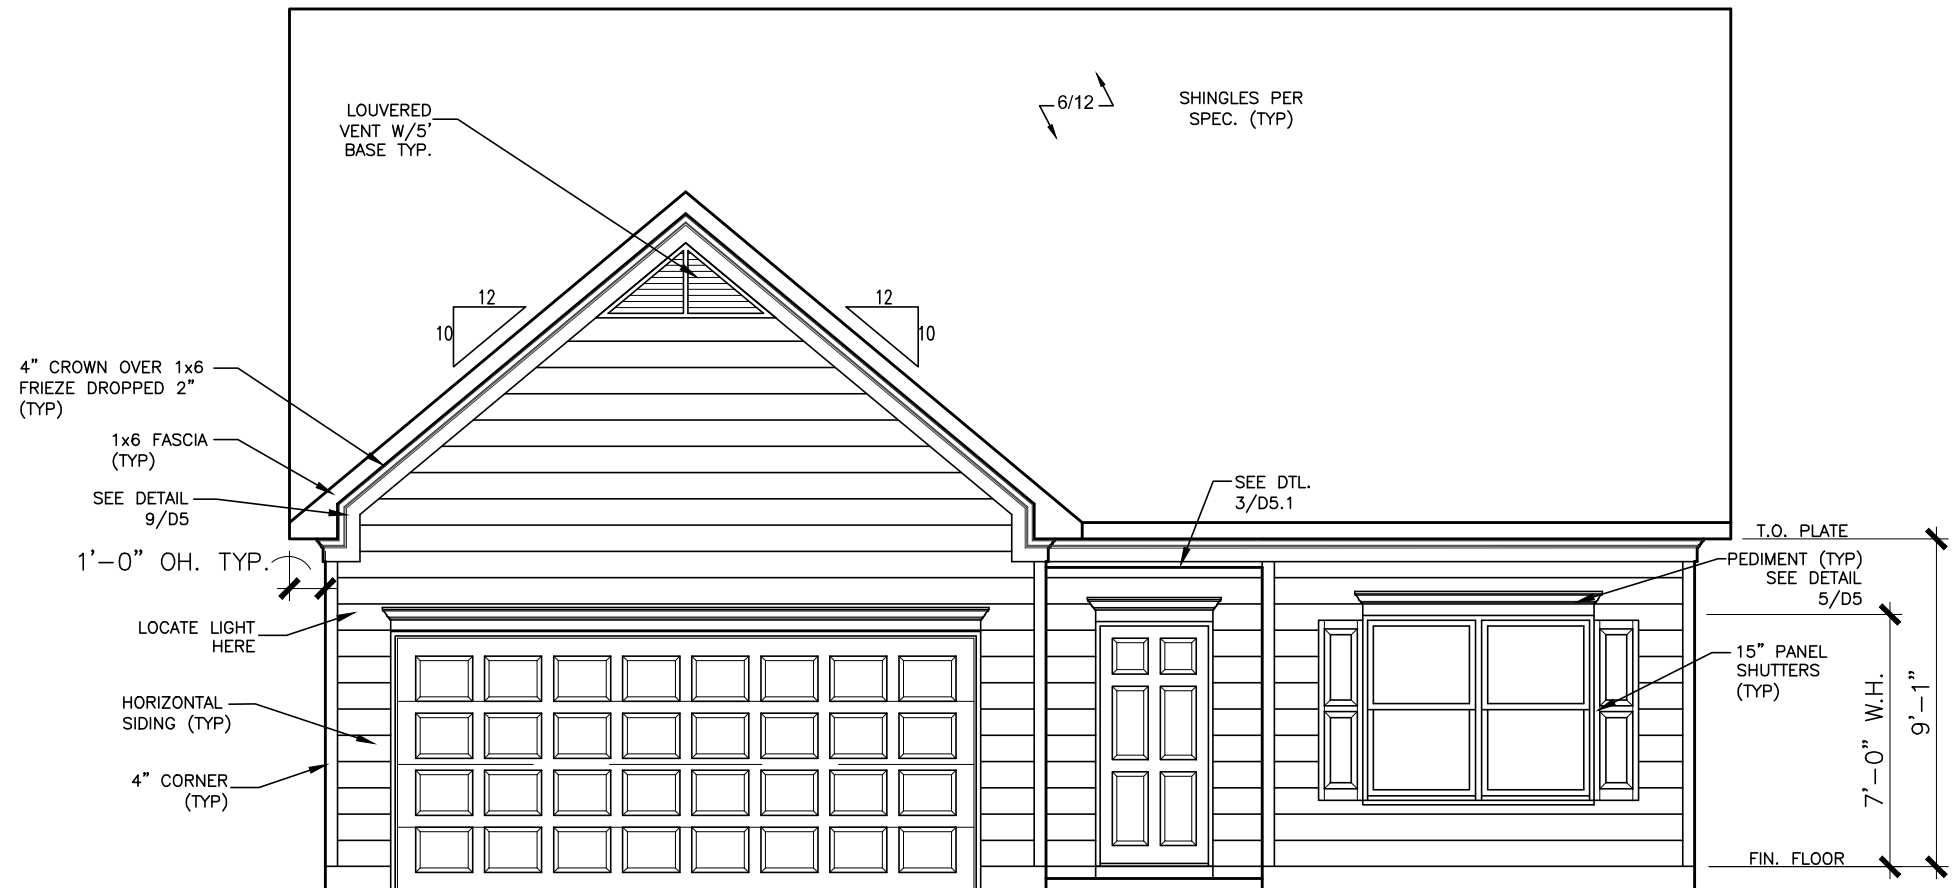 LOUVERED
VENT W/5'
BASE TYP.
6/12
SHINGLES PER
SPEC. (TYP)
12
10
12
10
4" CROWN OVER 1x6
FRIEZE DROPPED 2"
(TYP)
1x6 FASCIA
(TYP)
SEE DETAIL
9/D5
1'-0" OH. TYP.
SEE DTL.
3/D5.1
T.O. PLATE
PEDIMENT (TYP)
SEE DETAIL
5/D5
LOCATE LIGHT
HERE
15" PANEL
SHUTTERS
(TYP)
HORIZONTAL
SIDING (TYP)
4" CORNER
(TYP)
7'-0" W.H.
9'-1"
FIN. FLOOR